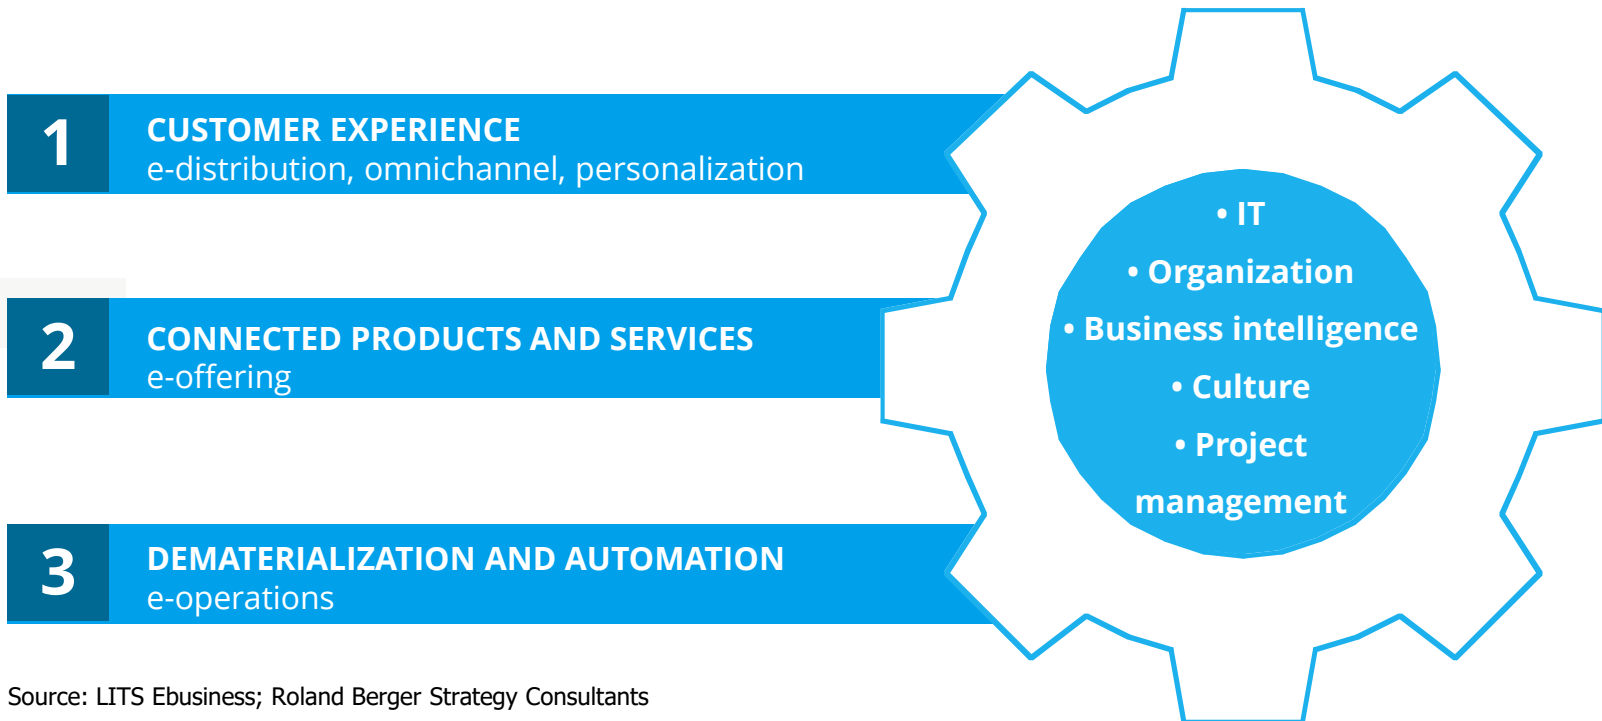 1
CUSTOMER EXPERIENCE
e-distribution, omnichannel, personalization
2
CONNECTED PRODUCTS AND SERVICES
e-offering
3
DEMATERIALIZATION AND AUTOMATION
e-operations
• IT
• Organization
• Business intelligence
• Culture
• Project
management
Source: LITS Ebusiness; Roland Berger Strategy Consultants